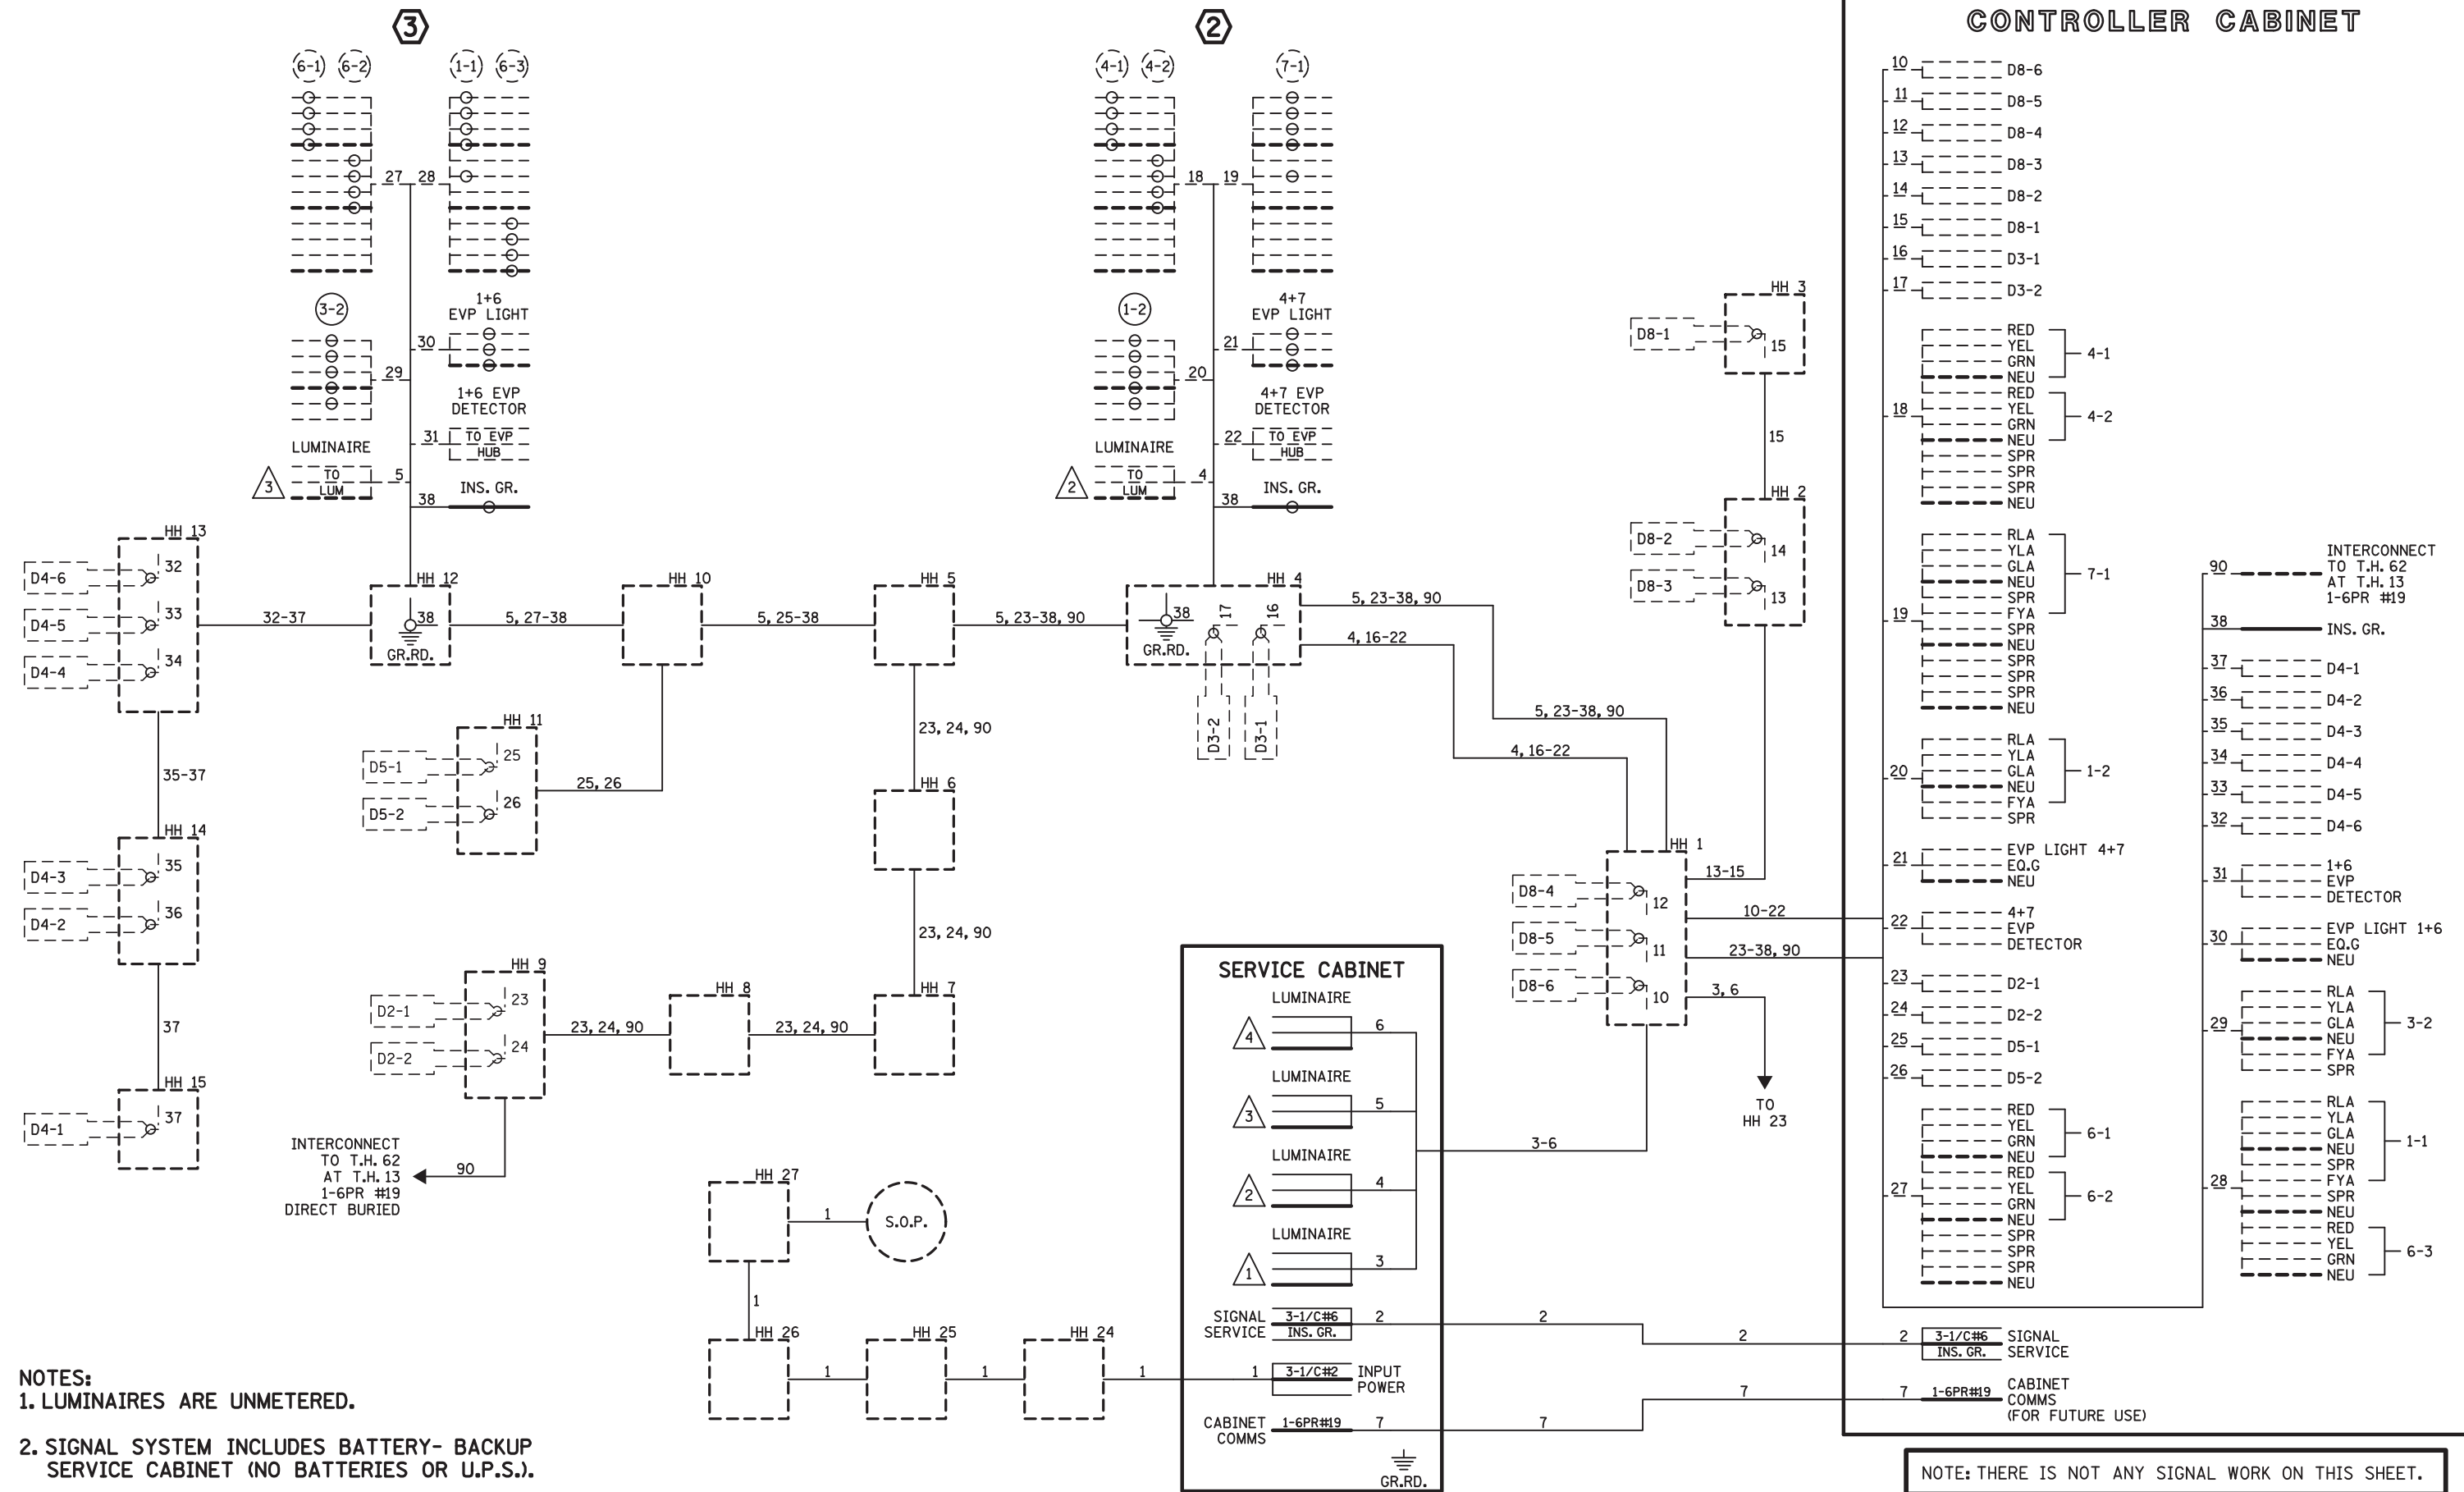 3
6-1
6-2
1-1
6-3
27
28
3-2
1+6
EVP LIGHT
30
29
1+6 EVP
DETECTOR
31
TO EVP
HUB
LUMINAIRE
3
TO
LUM
5
INS. GR.
38
2
4-1
4-2
7-1
18
19
1-2
4+7
EVP LIGHT
21
20
4+7 EVP
DETECTOR
22
TO EVP
HUB
LUMINAIRE
2
TO
LUM
4
INS. GR.
38
HH 13
D4-6
32
D4-5
33
D4-4
34
32-37
HH 12
38
GR.RD.
5, 27-38
HH 10
5, 25-38
HH 5
5, 23-38, 90
HH 4
38
GR.RD.
17
16
D3-2
D3-1
5, 23-38, 90
4, 16-22
5, 23-38, 90
4, 16-22
HH 3
D8-1
15
15
HH 2
D8-2
14
D8-3
13
HH 11
D5-1
25
D5-2
26
25, 26
23, 24, 90
HH 6
23, 24, 90
35-37
HH 14
D4-3
35
D4-2
36
37
HH 15
D4-1
37
HH 9
D2-1
23
D2-2
24
23, 24, 90
HH 8
23, 24, 90
HH 7
INTERCONNECT
TO T.H. 62
AT T.H. 13
1-6PR #19
DIRECT BURIED
90
HH 1
D8-4
12
D8-5
11
D8-6
10
13-15
10-22
23-38, 90
3, 6
TO
HH 23
3-6
SERVICE CABINET
LUMINAIRE
4
6
LUMINAIRE
3
5
LUMINAIRE
2
4
LUMINAIRE
1
3
SIGNAL
SERVICE
3-1/C#6
INS. GR.
2
2
2
1
3-1/C#2
INPUT
POWER
CABINET
COMMS
1-6PR#19
7
7
7
GR.RD.
HH 27
1
S.O.P.
1
HH 26
1
HH 25
1
HH 24
1
NOTES:
1. LUMINAIRES ARE UNMETERED.
2. SIGNAL SYSTEM INCLUDES BATTERY- BACKUP
SERVICE CABINET (NO BATTERIES OR U.P.S.).
CONTROLLER CABINET
10
D8-6
11
D8-5
12
D8-4
13
D8-3
14
D8-2
15
D8-1
16
D3-1
17
D3-2
18
RED
YEL
GRN
NEU
4-1
RED
YEL
GRN
NEU
4-2
SPR
SPR
SPR
NEU
19
RLA
YLA
GLA
NEU
SPR
FYA
7-1
SPR
NEU
SPR
SPR
SPR
NEU
20
RLA
YLA
GLA
NEU
FYA
1-2
SPR
21
EVP LIGHT 4+7
EQ.G
NEU
22
4+7
EVP
DETECTOR
23
D2-1
24
D2-2
25
D5-1
26
D5-2
27
RED
YEL
GRN
NEU
6-1
RED
YEL
GRN
NEU
6-2
SPR
SPR
SPR
NEU
90
INTERCONNECT
TO T.H. 62
AT T.H. 13
1-6PR #19
38
INS. GR.
37
D4-1
36
D4-2
35
D4-3
34
D4-4
33
D4-5
32
D4-6
31
1+6
EVP
DETECTOR
30
EVP LIGHT 1+6
EQ.G
NEU
29
RLA
YLA
GLA
NEU
FYA
3-2
SPR
28
RLA
YLA
GLA
NEU
SPR
FYA
1-1
SPR
NEU
RED
YEL
GRN
NEU
6-3
2
3-1/C#6
INS. GR.
SIGNAL
SERVICE
7
1-6PR#19
CABINET
COMMS
(FOR FUTURE USE)
NOTE: THERE IS NOT ANY SIGNAL WORK ON THIS SHEET.